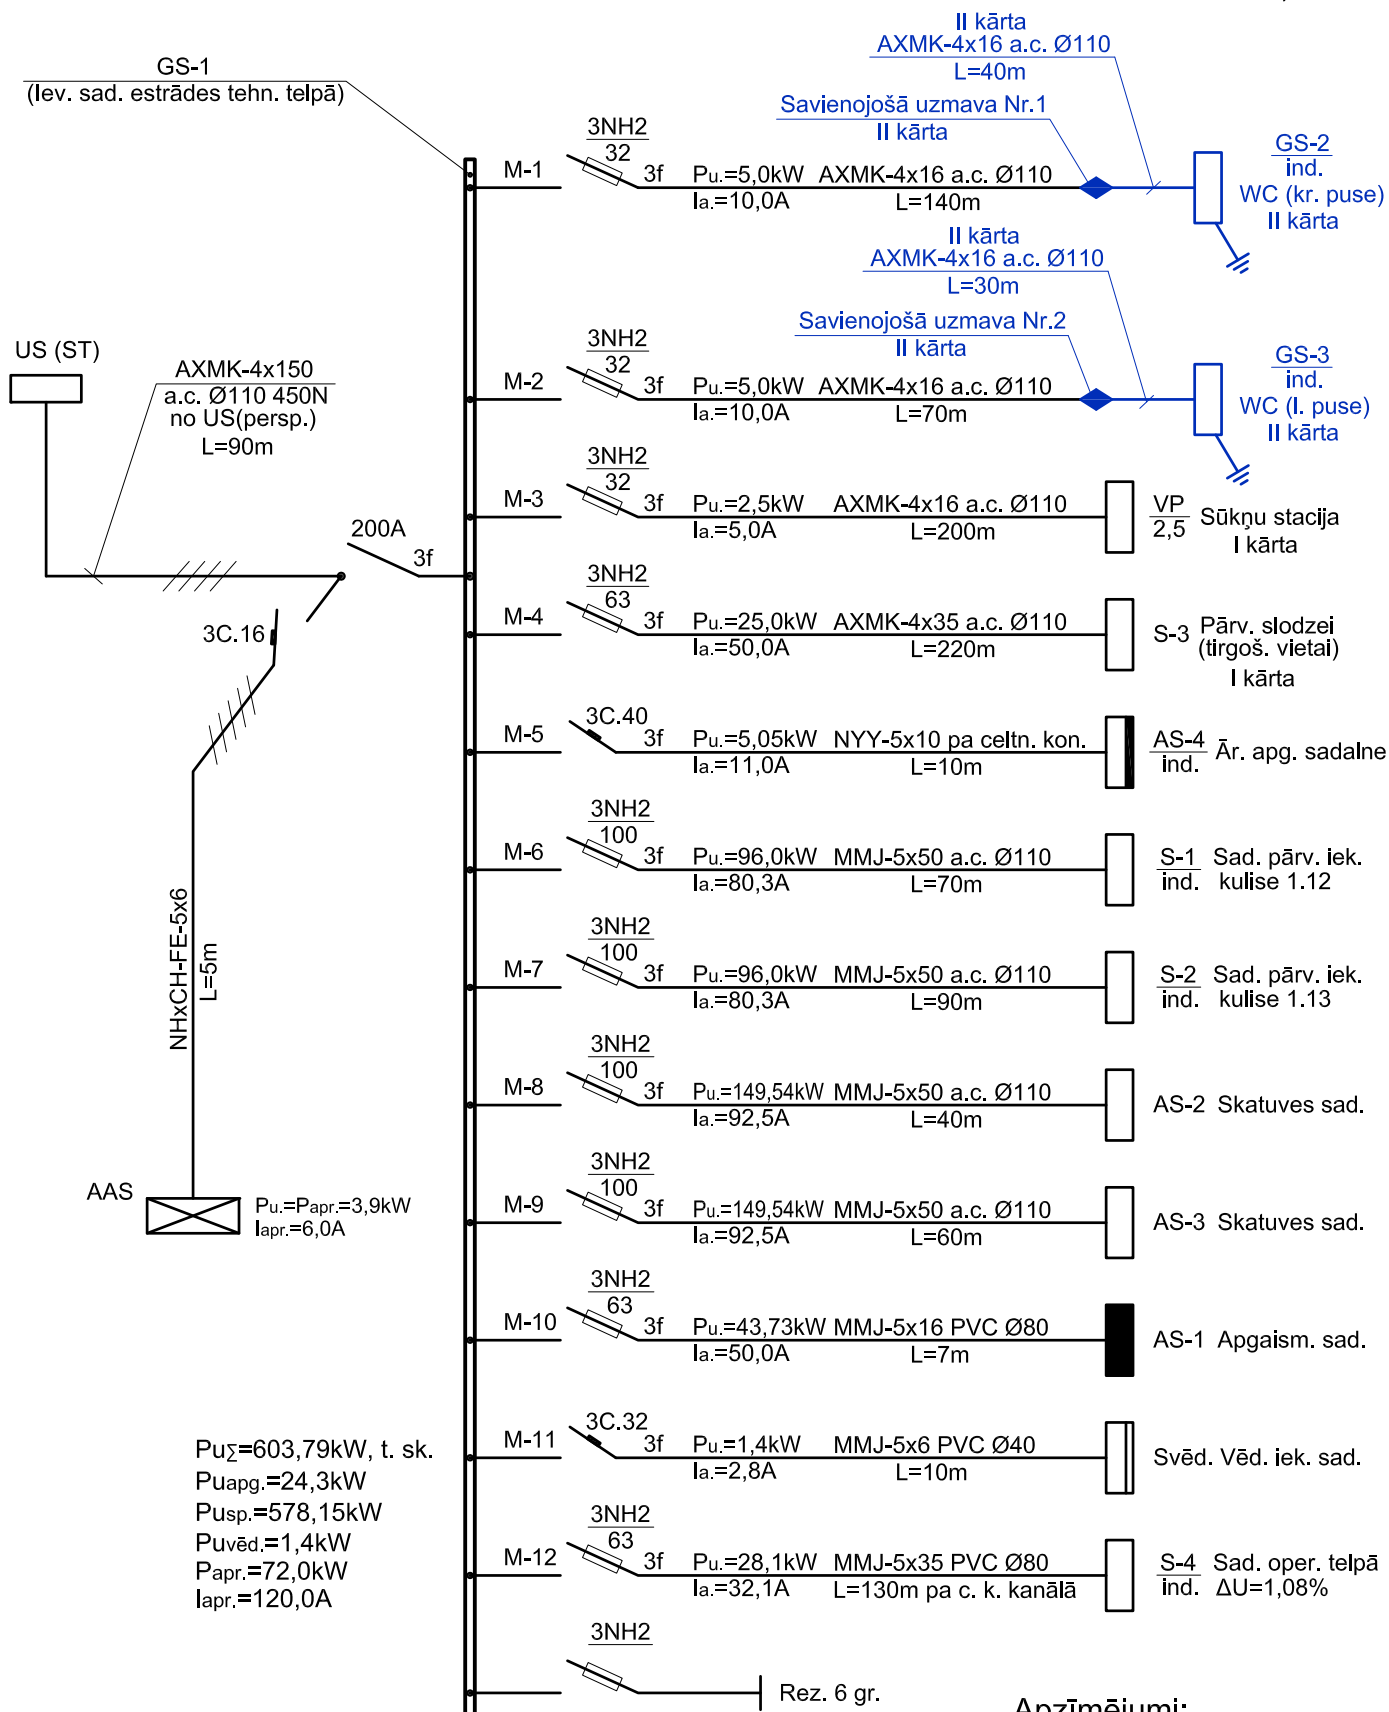 GS-1
(Iev. sad. estrādes tehn. telpā)
II kārta
AXMK-4x16 a.c. Ø110
L=40m
Savienojošā uzmava Nr.1
II kārta
M-1
3NH2
32
3f
Pu.=5,0kW AXMK-4x16 a.c. Ø110
Ia.=10,0A L=140m
GS-2
ind.
WC (kr. puse)
II kārta
II kārta
AXMK-4x16 a.c. Ø110
L=30m
Savienojošā uzmava Nr.2
II kārta
M-2
3NH2
32
3f
Pu.=5,0kW AXMK-4x16 a.c. Ø110
Ia.=10,0A L=70m
GS-3
ind.
WC (l. puse)
II kārta
US (ST)
AXMK-4x150
a.c. Ø110 450N
no US(persp.)
L=90m
200A
3f
3C.16
NHxCH-FE-5x6
L=5m
AAS
Pu.=Papr.=3,9kW
Iapr.=6,0A
M-3
3NH2
32
3f
Pu.=2,5kW AXMK-4x16 a.c. Ø110
Ia.=5,0A L=200m
VP
2,5
Sūkņu stacija
I kārta
M-4
3NH2
63
3f
Pu.=25,0kW AXMK-4x35 a.c. Ø110
Ia.=50,0A L=220m
S-3 Pārv. slodzei
(tirgoš. vietai)
I kārta
M-5
3C.40
3f
Pu.=5,05kW NYY-5x10 pa celtn. kon.
Ia.=11,0A L=10m
AS-4
ind.
Ār. apg. sadalne
M-6
3NH2
100
3f
Pu.=96,0kW MMJ-5x50 a.c. Ø110
Ia.=80,3A L=70m
S-1 Sad. pārv. iek.
ind. kulise 1.12
M-7
3NH2
100
3f
Pu.=96,0kW MMJ-5x50 a.c. Ø110
Ia.=80,3A L=90m
S-2 Sad. pārv. iek.
ind. kulise 1.13
M-8
3NH2
100
3f
Pu.=149,54kW MMJ-5x50 a.c. Ø110
Ia.=92,5A L=40m
AS-2 Skatuves sad.
M-9
3NH2
100
3f
Pu.=149,54kW MMJ-5x50 a.c. Ø110
Ia.=92,5A L=60m
AS-3 Skatuves sad.
M-10
3NH2
63
3f
Pu.=43,73kW MMJ-5x16 PVC Ø80
Ia.=50,0A L=7m
AS-1 Apgaism. sad.
M-11
3C.32
3f
Pu.=1,4kW MMJ-5x6 PVC Ø40
Ia.=2,8A L=10m
Svēd. Vēd. iek. sad.
M-12
3NH2
63
3f
Pu.=28,1kW MMJ-5x35 PVC Ø80
Ia.=32,1A L=130m pa c. k. kanālā
S-4 Sad. oper. telpā
ind. ΔU=1,08%
3NH2
Rez. 6 gr.
Pu∑=603,79kW, t. sk.
Puapg.=24,3kW
Pusp.=578,15kW
Puvēd.=1,4kW
Papr.=72,0kW
Iapr.=120,0A
Apzīmējumi: